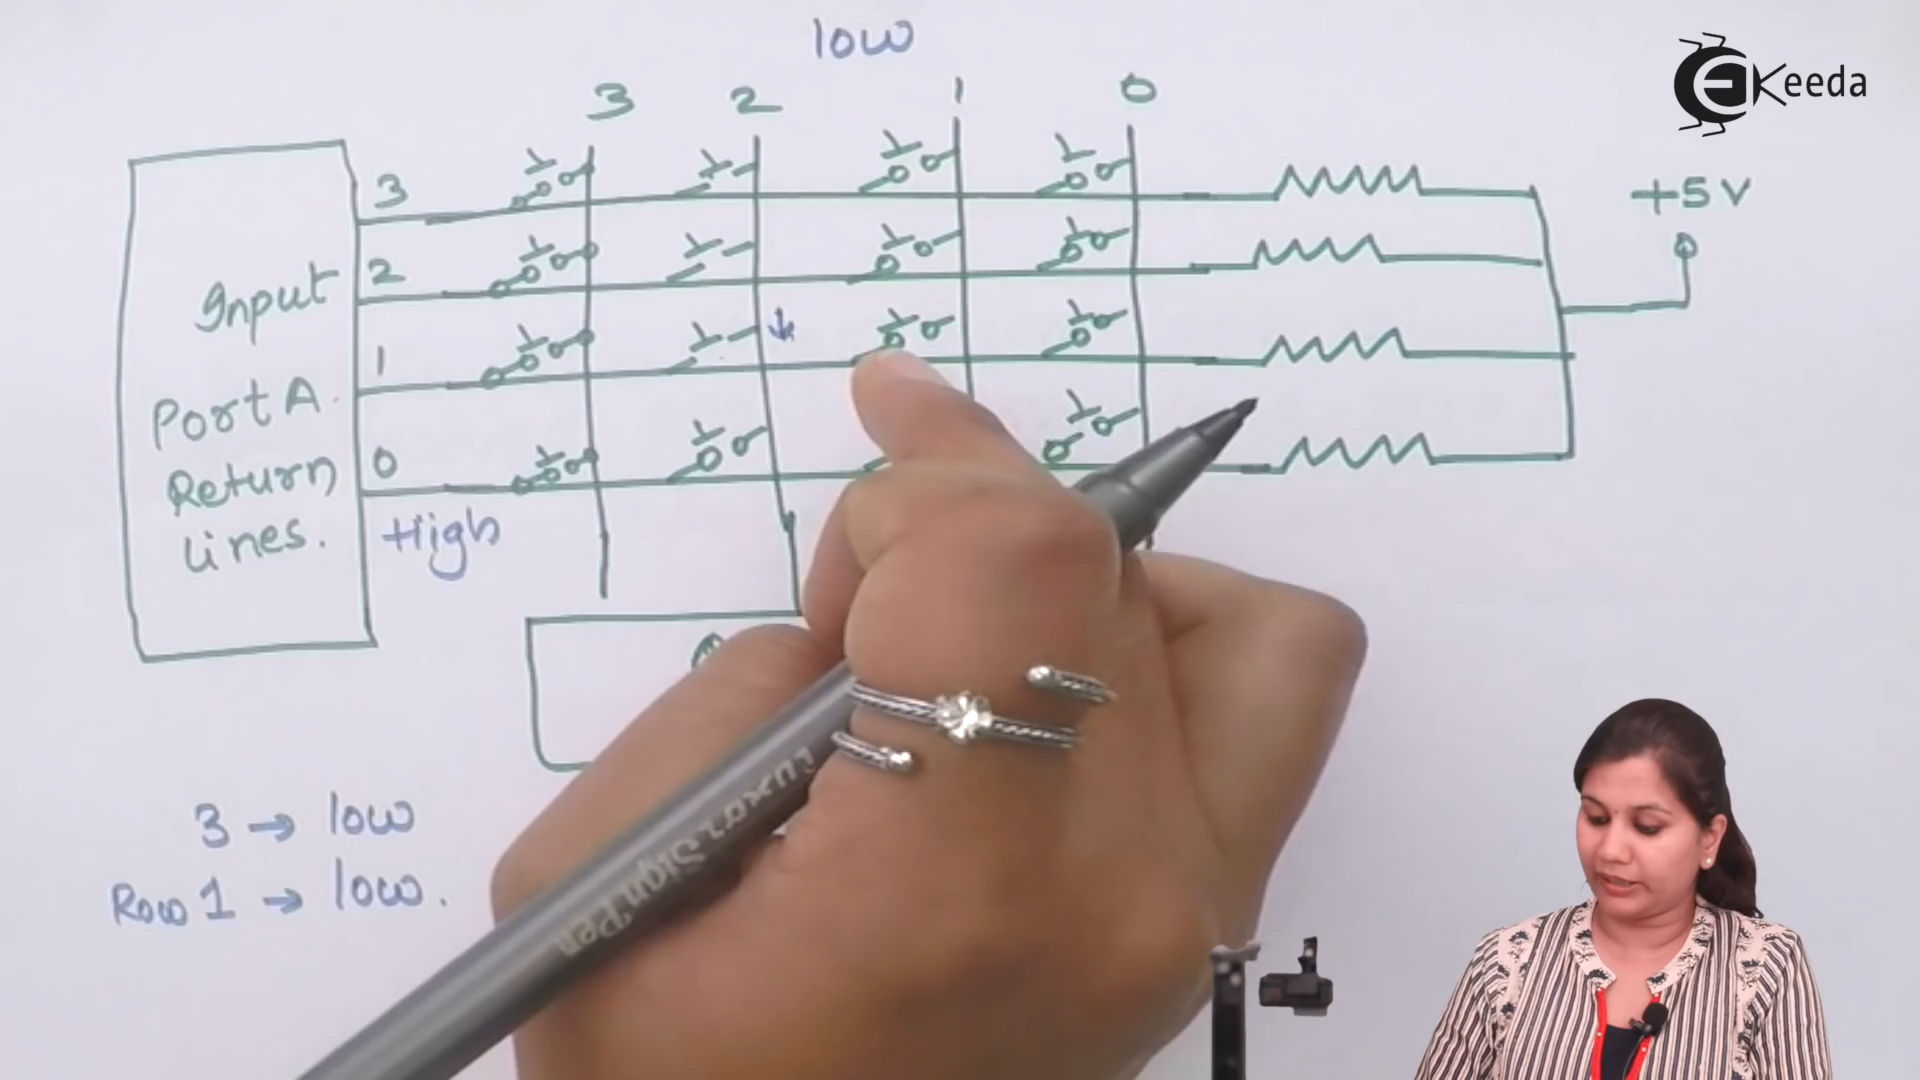 low
3 2 1 0
EKeeda
3
+5V
2
Input
1
Port A.
0
Return
lines.
High
3 → low
Row 1 → low.
Luxor Sign Pen